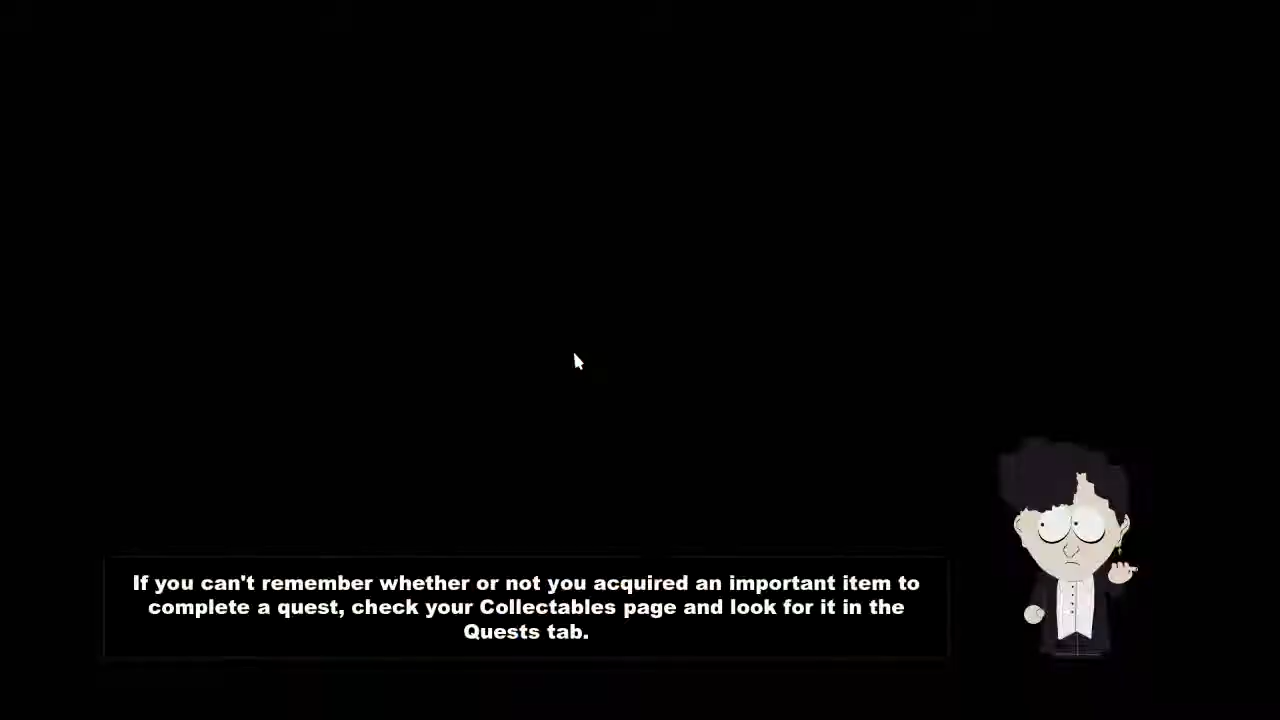 If you can't remember whether or not you acquired an important item to
complete a quest, check your Collectables page and look for it in the
Quests tab.